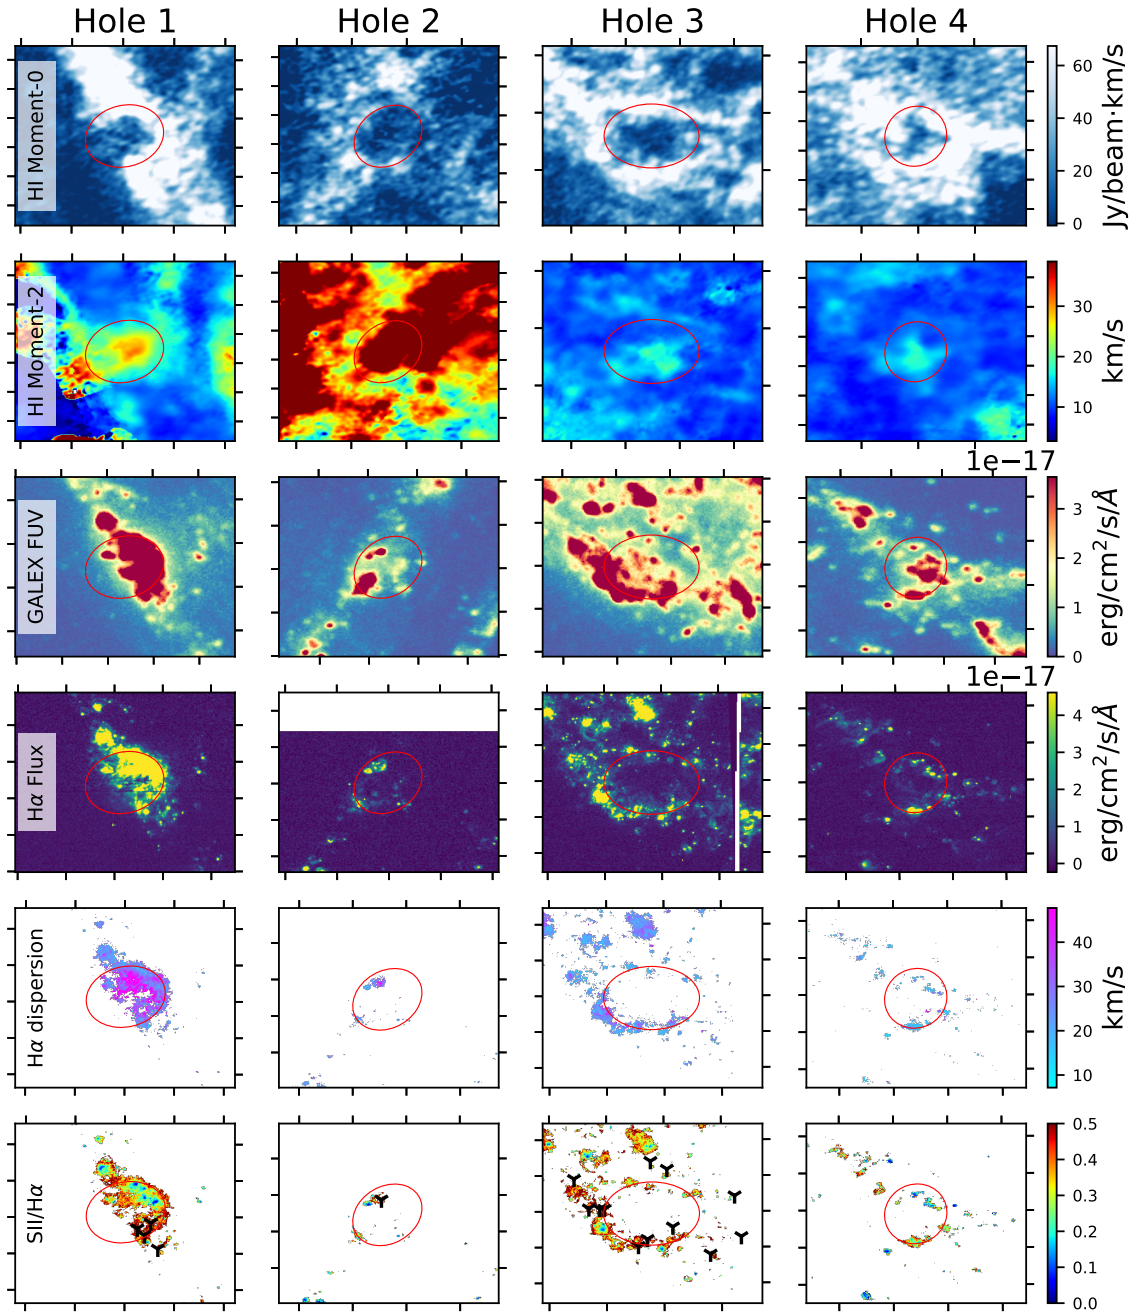 Hole 1 Hole 2 Hole 3 Hole 4
HI Moment-0
60
40
20
0
Jy/beam·km/s
HI Moment-2
30
20
10
km/s
1e−17
GALEX FUV
3
2
1
0
erg/cm²/s/Å
1e−17
Hα Flux
4
3
2
1
0
erg/cm²/s/Å
Hα dispersion
40
30
20
10
km/s
SII/Hα
0.5
0.4
0.3
0.2
0.1
0.0